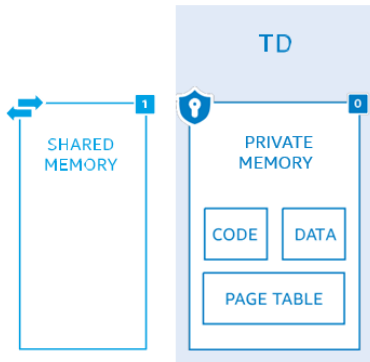 TD
1
SHARED
MEMORY
0
PRIVATE
MEMORY
CODE
DATA
PAGE TABLE